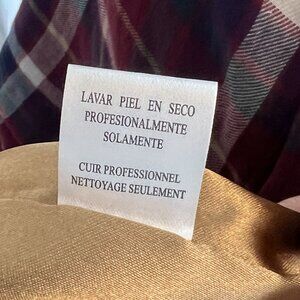 LAVAR PIEL EN SECO
PROFESIONALMENTE
SOLAMENTE
CUIR PROFESSIONNEL
NETTOYAGE SEULEMENT